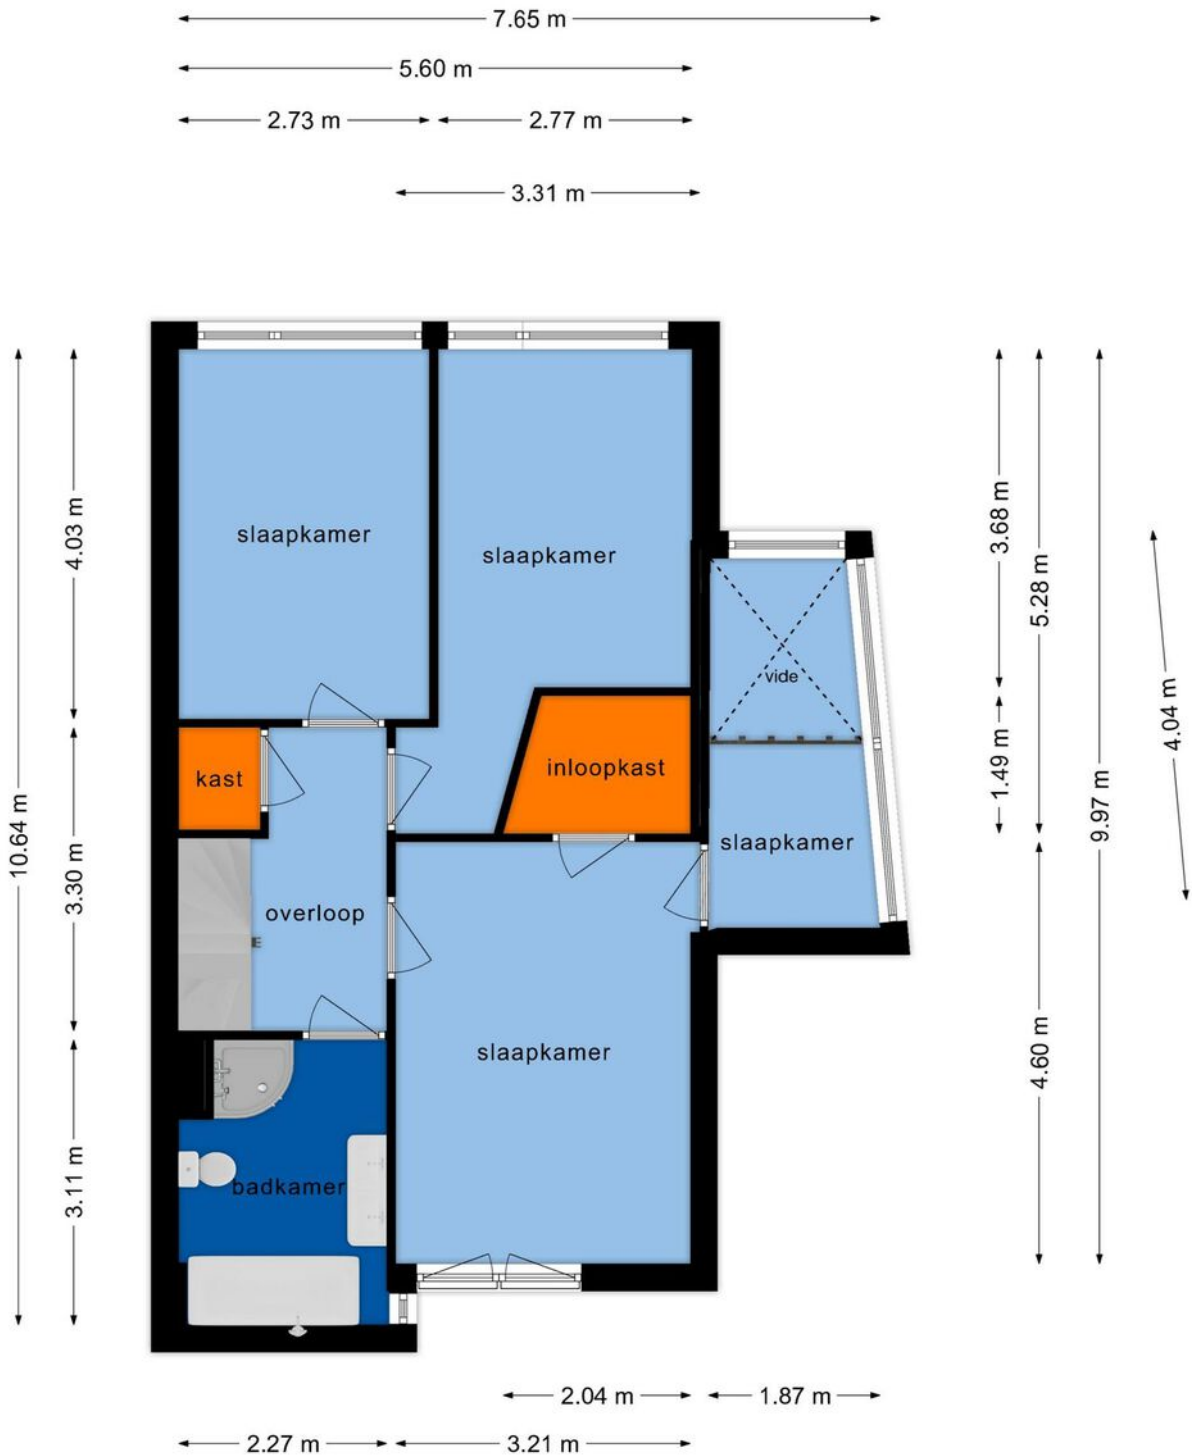 7.65 m
5.60 m
2.73 m
2.77 m
3.31 m
4.03 m
3.68 m
slaapkamer
slaapkamer
5.28 m
vide
4.04 m
1.49 m
kast
inloopkast
10.64 m
9.97 m
slaapkamer
3.30 m
overloop
slaapkamer
4.60 m
3.11 m
badkamer
2.04 m
1.87 m
2.27 m
3.21 m